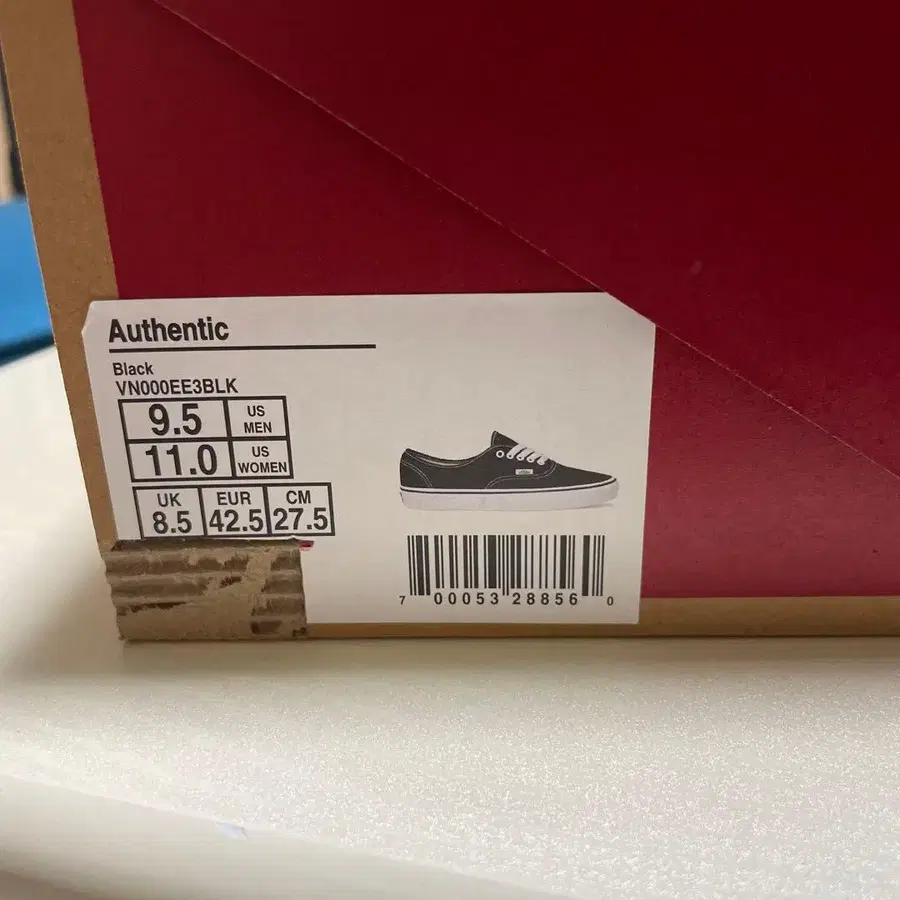 Authentic
Black
VN000EE3BLK
9.5 US MEN
11.0 US WOMEN
UK EUR CM
8.5 42.5 27.5
7 00053 28856 0